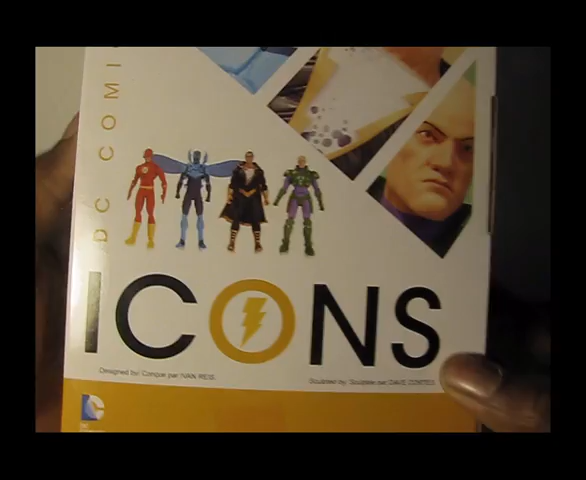 DC COMI
ICONS
Designed by/ Conçue par IVAN REIS
Sculpted by/ Sculptée par DAVE CORTES